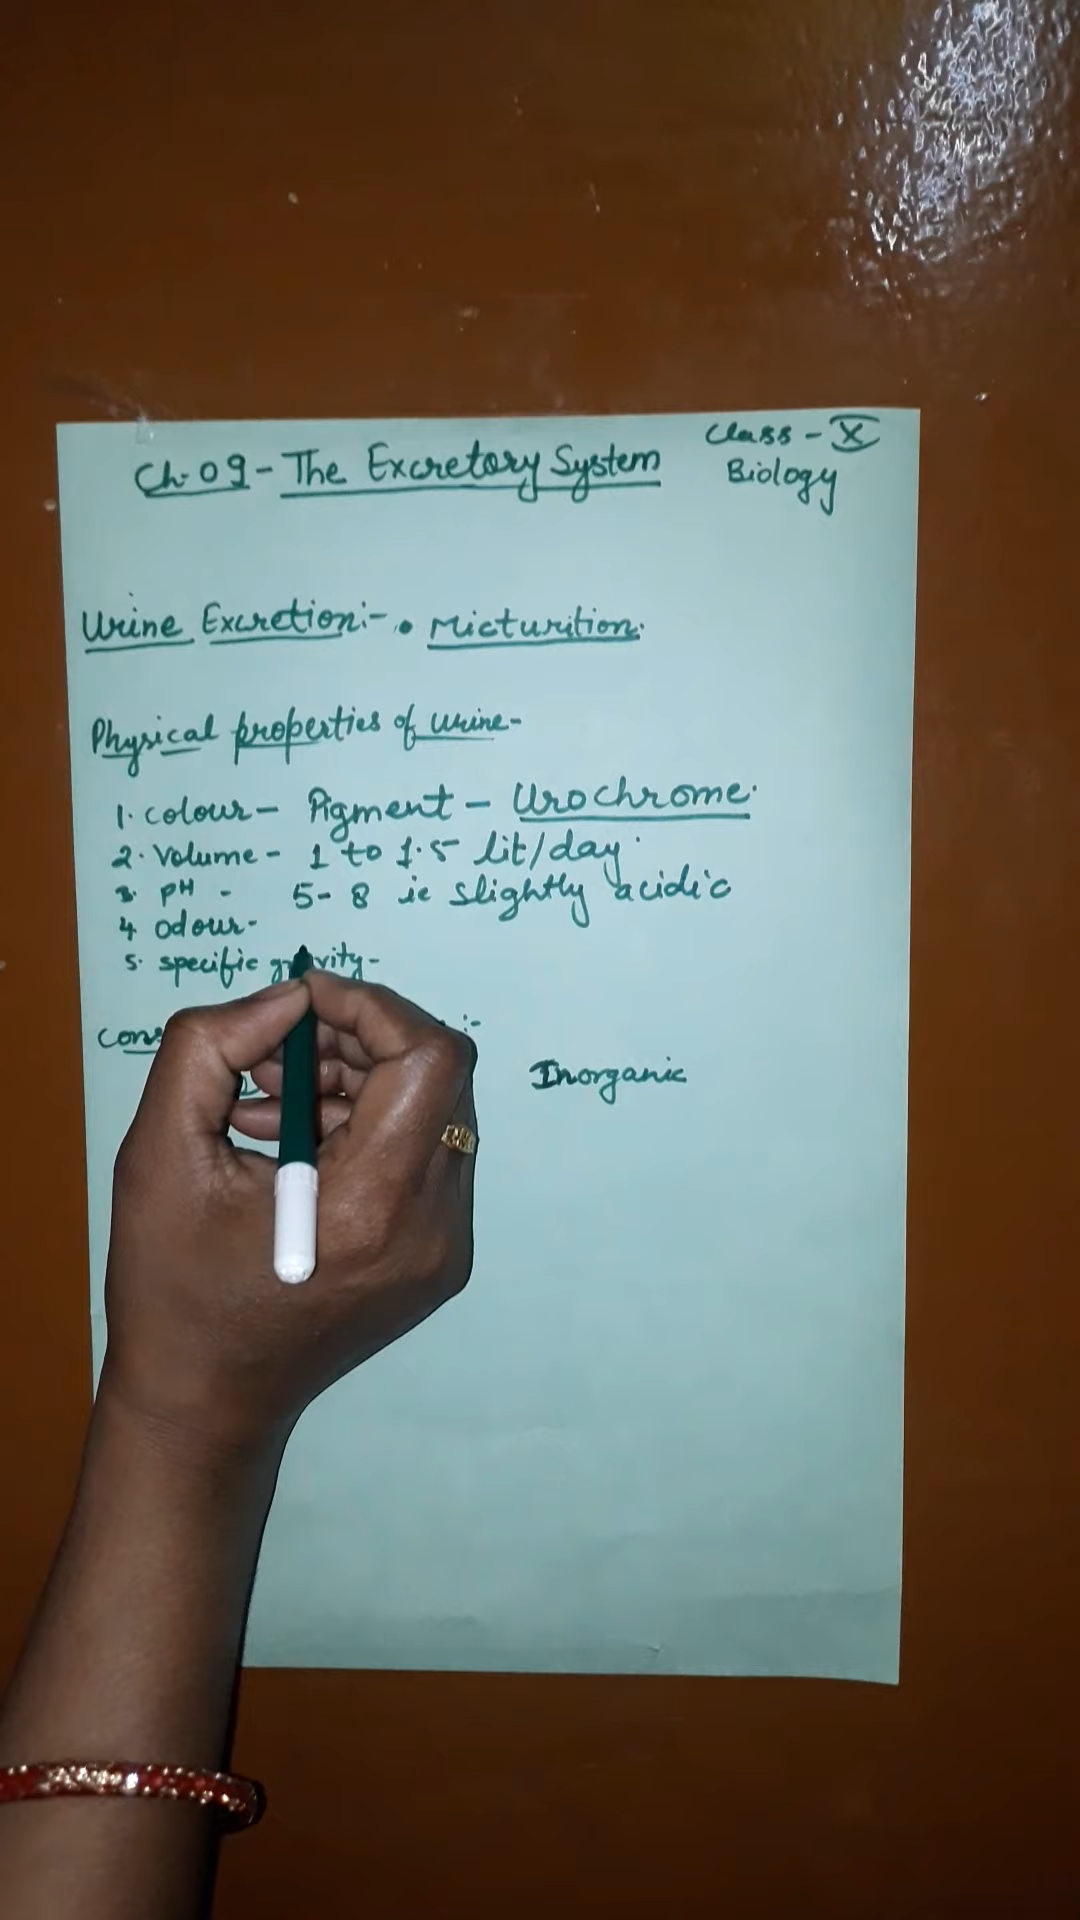 Ch. 09 - The Excretory System
Class - X
Biology
Urine Excretion:- • Micturition.
Physical properties of urine-
1. Colour - Pigment - Urochrome.
2. Volume - 1 to 1.5 lit/day.
3. pH - 5 - 8 ie slightly acidic
4. Odour-
5. specific gravity-
Inorganic